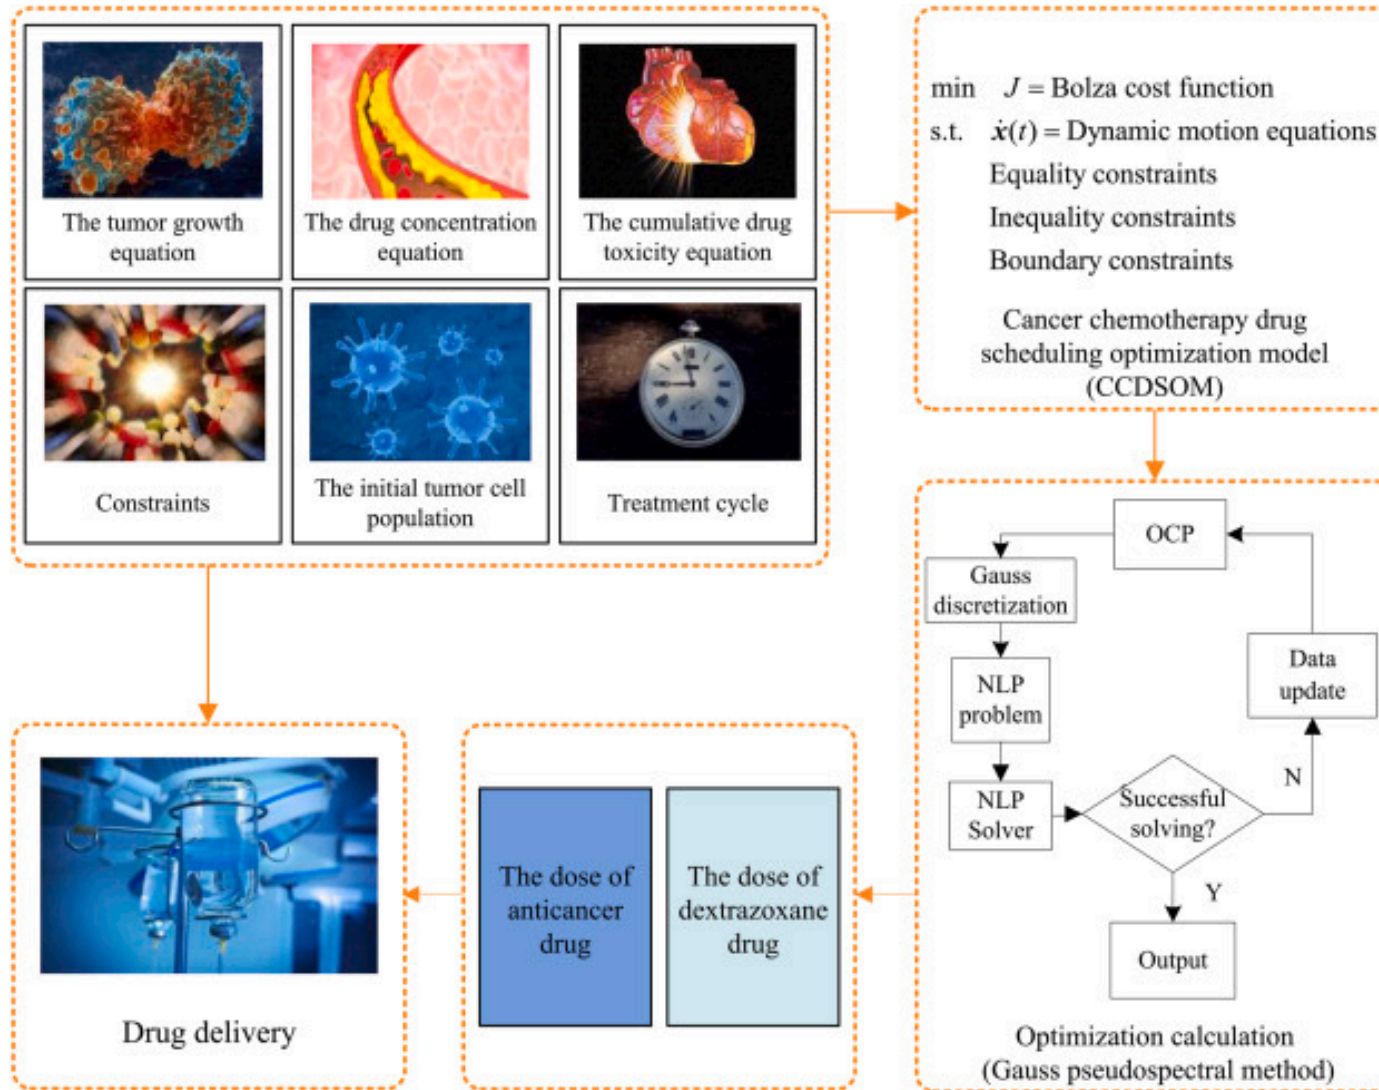 The tumor growth
equation
The drug concentration
equation
The cumulative drug
toxicity equation
Constraints
The initial tumor cell
population
Treatment cycle
min J = Bolza cost function
s.t. ẋ(t) = Dynamic motion equations
Equality constraints
Inequality constraints
Boundary constraints
Cancer chemotherapy drug
scheduling optimization model
(CCDSOM)
OCP
Gauss
discretization
NLP
problem
NLP
Solver
Successful
solving?
N
Data
update
Y
Output
Optimization calculation
(Gauss pseudospectral method)
The dose of
anticancer
drug
The dose of
dextrazoxane
drug
Drug delivery